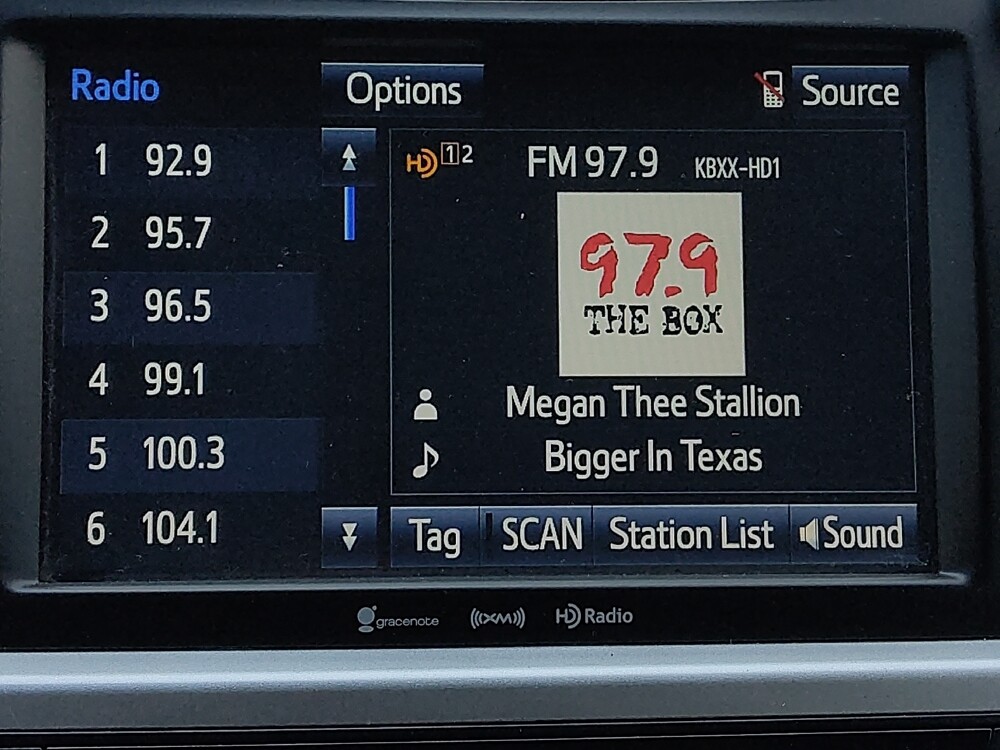 Radio
Options
Source
1 92.9
2 95.7
3 96.5
4 99.1
5 100.3
6 104.1
HD 1 2
FM 97.9 KBXX-HD1
97.9
THE BOX
Megan Thee Stallion
Bigger In Texas
Tag
SCAN
Station List
Sound
gracenote
((XM))
HD Radio